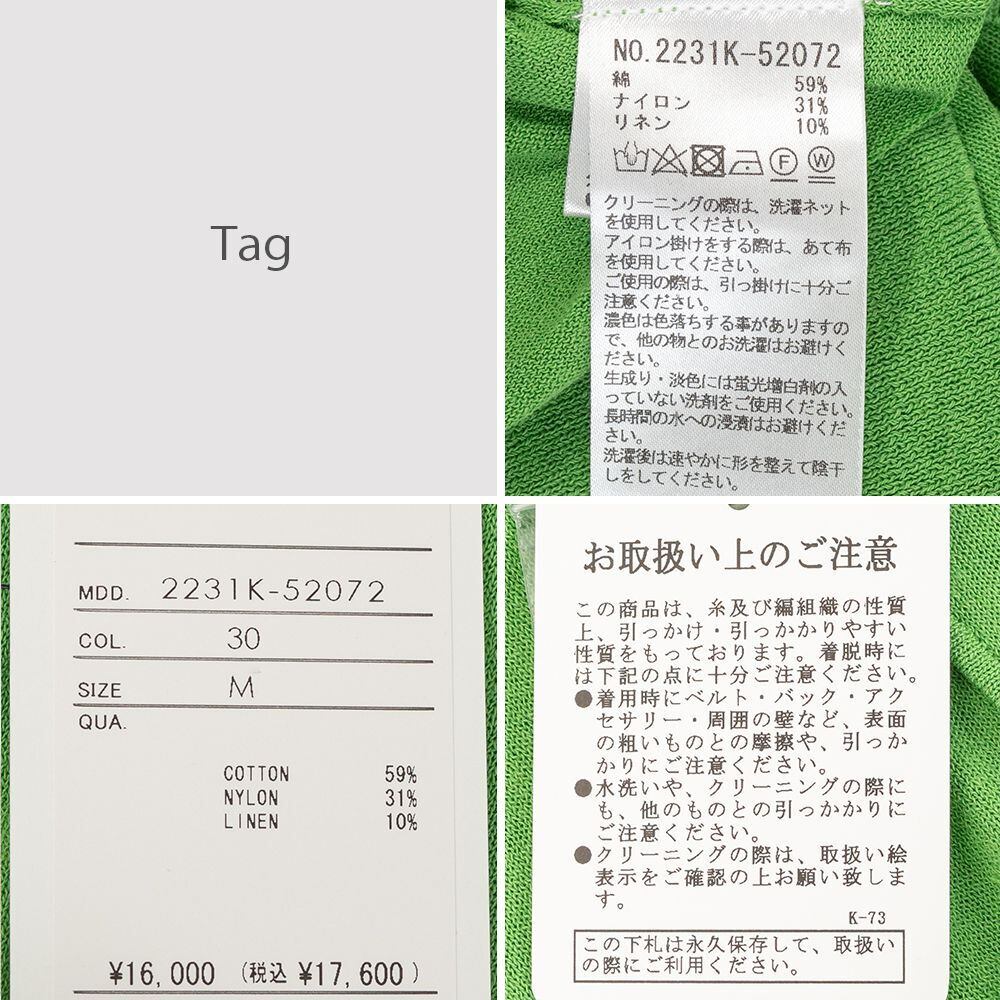 Tag
NO.2231K-52072
綿 59%
ナイロン 31%
リネン 10%
F W
クリーニングの際は、洗濯ネット
を使用してください。
アイロン掛けをする際は、あて布
を使用してください。
ご使用の際は、引っ掛けに十分ご
注意ください。
濃色は色落ちする事がありますの
で、他の物とのお洗濯はお避けく
ださい。
生成り・淡色には蛍光増白剤の入
っていない洗剤をご使用ください。
長時間の水への浸漬はお避けくだ
さい。
洗濯後は速やかに形を整えて陰干
しをしてください。
MDD. 2231K-52072
COL. 30
SIZE M
QUA.
COTTON 59%
NYLON 31%
LINEN 10%
¥16,000 (税込 ¥17,600)
お取扱い上のご注意
この商品は、糸及び編組織の性質
上、引っかけ・引っかかりやすい
性質をもっております。着脱時に
は下記の点に十分ご注意ください。
●着用時にベルト・バック・アク
セサリー・周囲の壁など、表面
の粗いものとの摩擦や、引っか
かりにご注意ください。
●水洗いや、クリーニングの際に
も、他のものとの引っかかりに
ご注意ください。
●クリーニングの際は、取扱い絵
表示をご確認の上お願い致しま
す。
K-73
この下札は永久保存して、取扱い
の際にご利用ください。